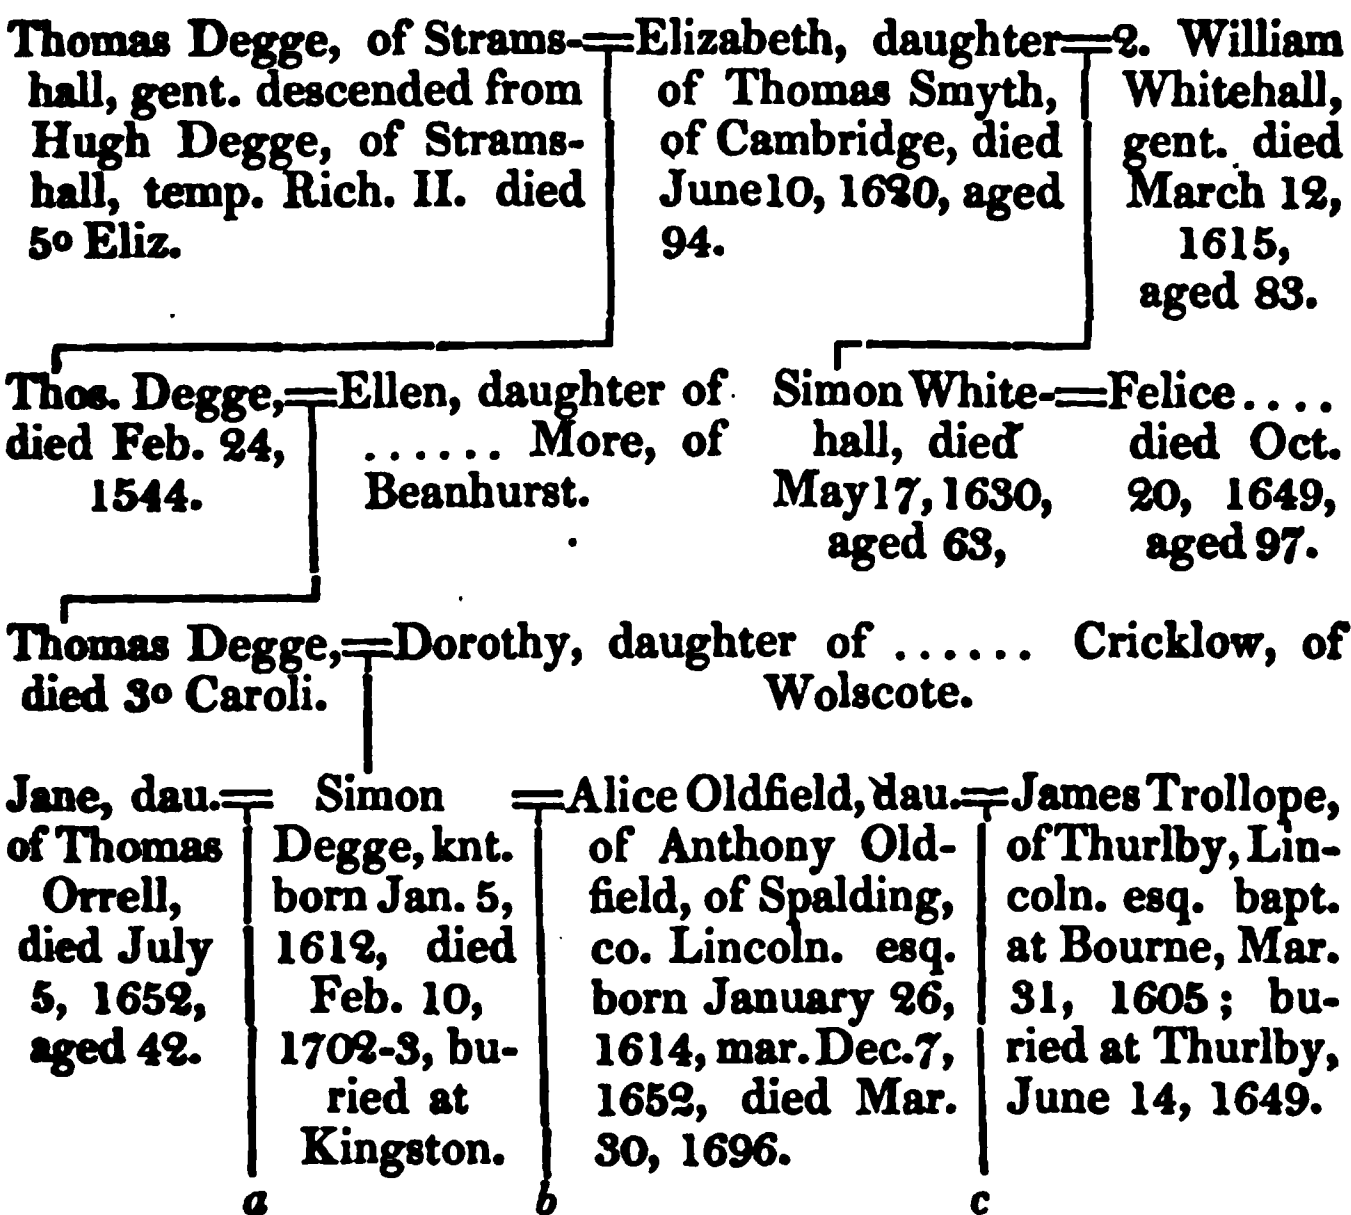 Thomas Degge, of Strams-
hall, gent. descended from
Hugh Degge, of Strams-
hall, temp. Rich. II. died
5o Eliz.
Elizabeth, daughter
of Thomas Smyth,
of Cambridge, died
June 10, 1620, aged
94.
2. William
Whitehall,
gent. died
March 12,
1615,
aged 83.
Thos. Degge,
died Feb. 24,
1544.
Ellen, daughter of
...... More, of
Beanhurst.
Simon White-
hall, died
May 17, 1630,
aged 63,
Felice....
died Oct.
20, 1649,
aged 97.
Thomas Degge,
died 3o Caroli.
Dorothy, daughter of ...... Cricklow, of
Wolscote.
Jane, dau.
of Thomas
Orrell,
died July
5, 1652,
aged 42.
Simon
Degge, knt.
born Jan. 5,
1612, died
Feb. 10,
1702-3, bu-
ried at
Kingston.
Alice Oldfield, dau.
of Anthony Old-
field, of Spalding,
co. Lincoln. esq.
born January 26,
1614, mar. Dec. 7,
1652, died Mar.
30, 1696.
James Trollope,
of Thurlby, Lin-
coln. esq. bapt.
at Bourne, Mar.
31, 1605; bu-
ried at Thurlby,
June 14, 1649.
a
b
c